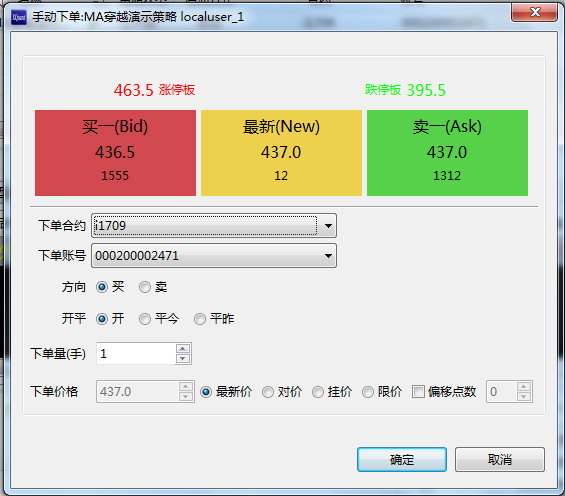 XQuant 手动下单:MA穿越演示策略 localuser_1
463.5 涨停板 跌停板 395.5
买一(Bid) 最新(New) 卖一(Ask)
436.5 437.0 437.0
1555 12 1312
下单合约 i1709
下单账号 000200002471
方向 买 卖
开平 开 平今 平昨
下单量(手) 1
下单价格 437.0 最新价 对价 挂价 限价 偏移点数 0
确定 取消